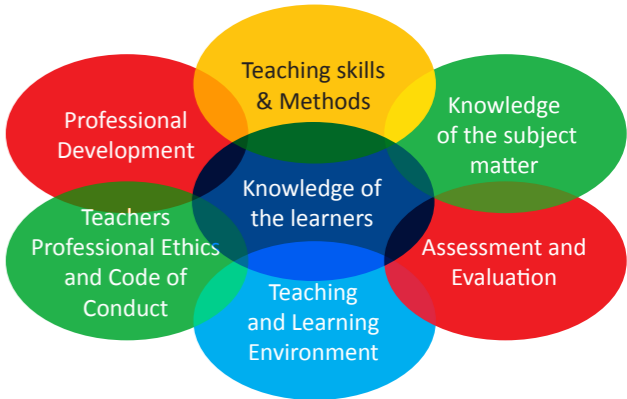 Teaching skills
& Methods
Professional
Development
Knowledge
of the subject
matter
Knowledge of
the learners
Teachers
Professional Ethics
and Code of
Conduct
Assessment and
Evaluation
Teaching
and Learning
Environment